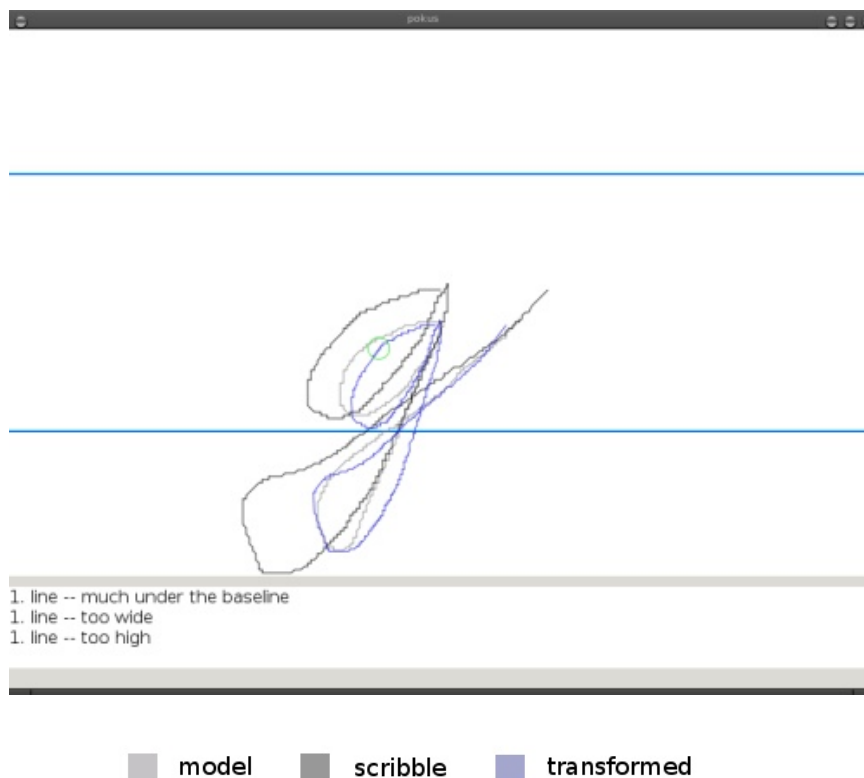 pokus
1. line -- much under the baseline
1. line -- too wide
1. line -- too high
model scribble transformed